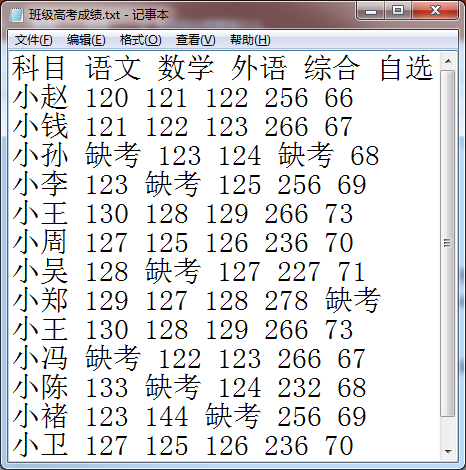 班级高考成绩.txt - 记事本
文件(F) 编辑(E) 格式(O) 查看(V) 帮助(H)
科目 语文 数学 外语 综合 自选
小赵 120 121 122 256 66
小钱 121 122 123 266 67
小孙 缺考 123 124 缺考 68
小李 123 缺考 125 256 69
小王 130 128 129 266 73
小周 127 125 126 236 70
小吴 128 缺考 127 227 71
小郑 129 127 128 278 缺考
小王 130 128 129 266 73
小冯 缺考 122 123 266 67
小陈 133 缺考 124 232 68
小褚 123 144 缺考 256 69
小卫 127 125 126 236 70